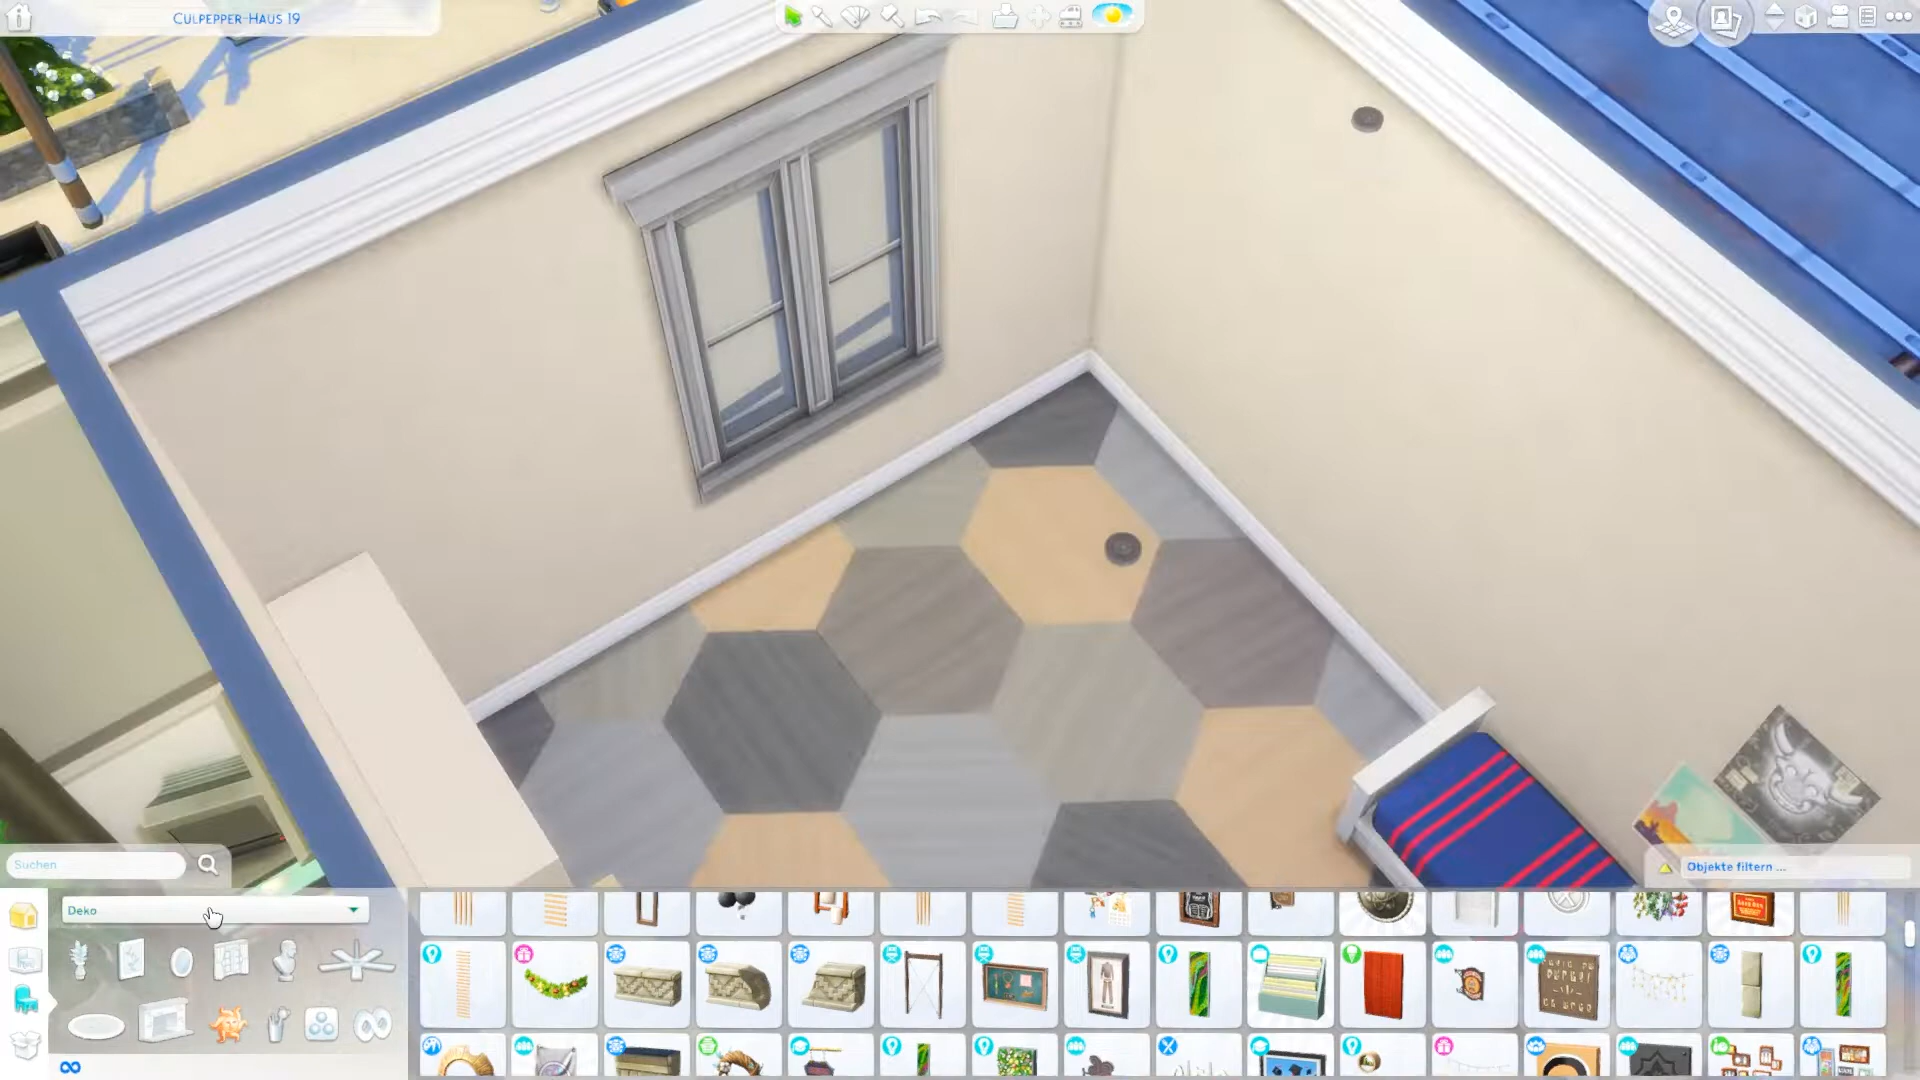 Culpepper-Haus 19
Suchen
Objekte filtern ...
Deko